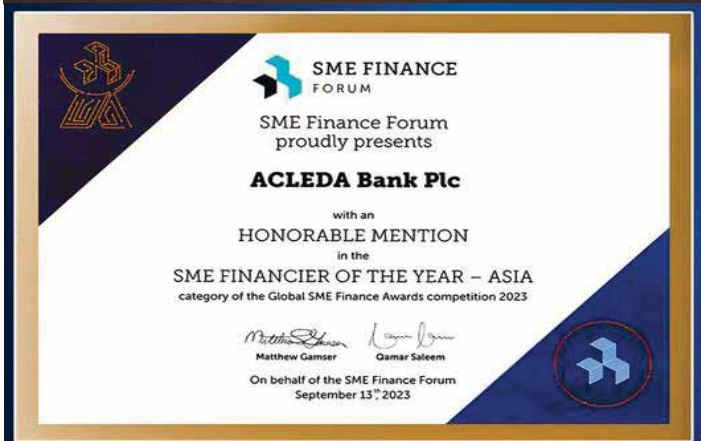 SME FINANCE
FORUM
SME Finance Forum
proudly presents
ACLEDA Bank Plc
with an
HONORABLE MENTION
in the
SME FINANCIER OF THE YEAR – ASIA
category of the Global SME Finance Awards competition 2023
Matthew Gamser
Qamar Saleem
On behalf of the SME Finance Forum
September 13th 2023